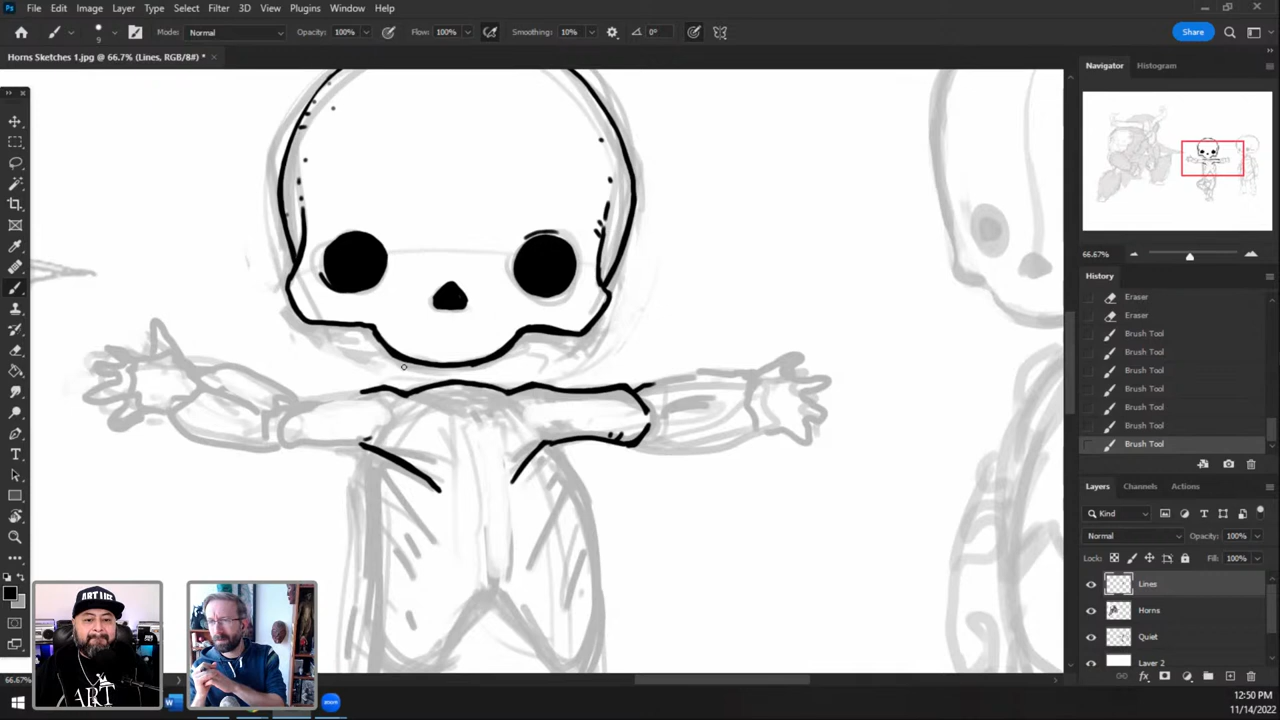 Ps File Edit Image Layer Type Select Filter 3D View Plugins Window Help
9 Mode: Normal Opacity: 100% Flow: 100% Smoothing: 10% 0° Share
Horns Sketches 1.jpg @ 66.7% (Lines, RGB/8#) *
Navigator Histogram
66.67%
History
Eraser
Eraser
Brush Tool
Brush Tool
Brush Tool
Brush Tool
Brush Tool
Brush Tool
Brush Tool
Layers Channels Actions
Kind
Normal Opacity: 100%
Lock: Fill: 100%
Lines
Horns
Quiet
Layer 2
ART LIFE
ART
66.67%
12:50 PM
11/14/2022